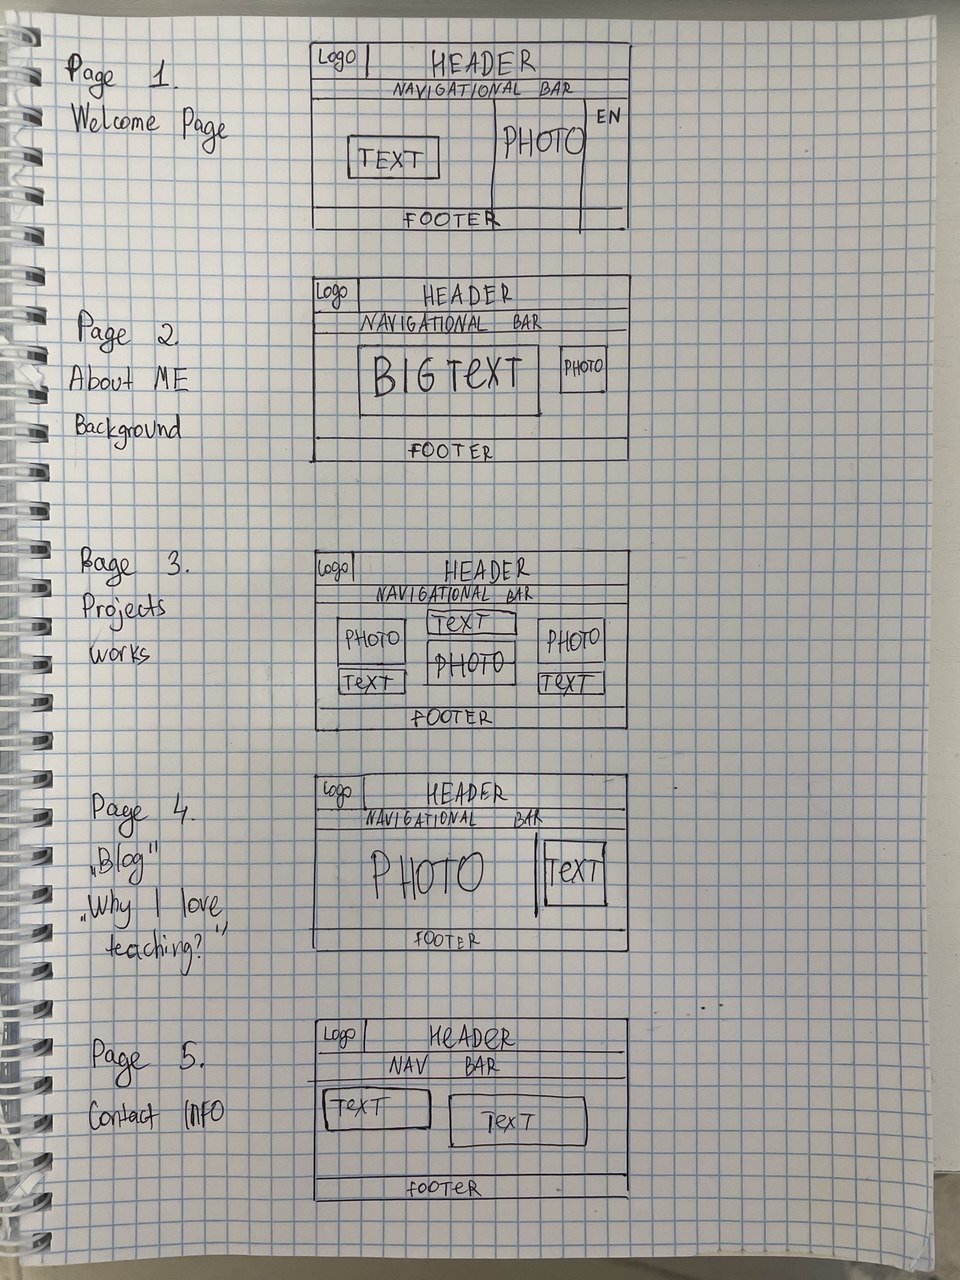 Page 1.
Welcome Page
Logo HEADER
NAVIGATIONAL BAR
TEXT PHOTO EN
FOOTER
Page 2.
About ME
Background
Logo HEADER
NAVIGATIONAL BAR
BIG TEXT PHOTO
FOOTER
Bage 3.
Projects
works
Logo HEADER
NAVIGATIONAL BAR
PHOTO TEXT PHOTO
TEXT PHOTO TEXT
FOOTER
Page 4.
„Blog"
„Why I love
teaching?"
Logo HEADER
NAVIGATIONAL BAR
PHOTO TEXT
FOOTER
Page 5.
Contact INFO
Logo HEADER
NAV BAR
TEXT TEXT
FOOTER